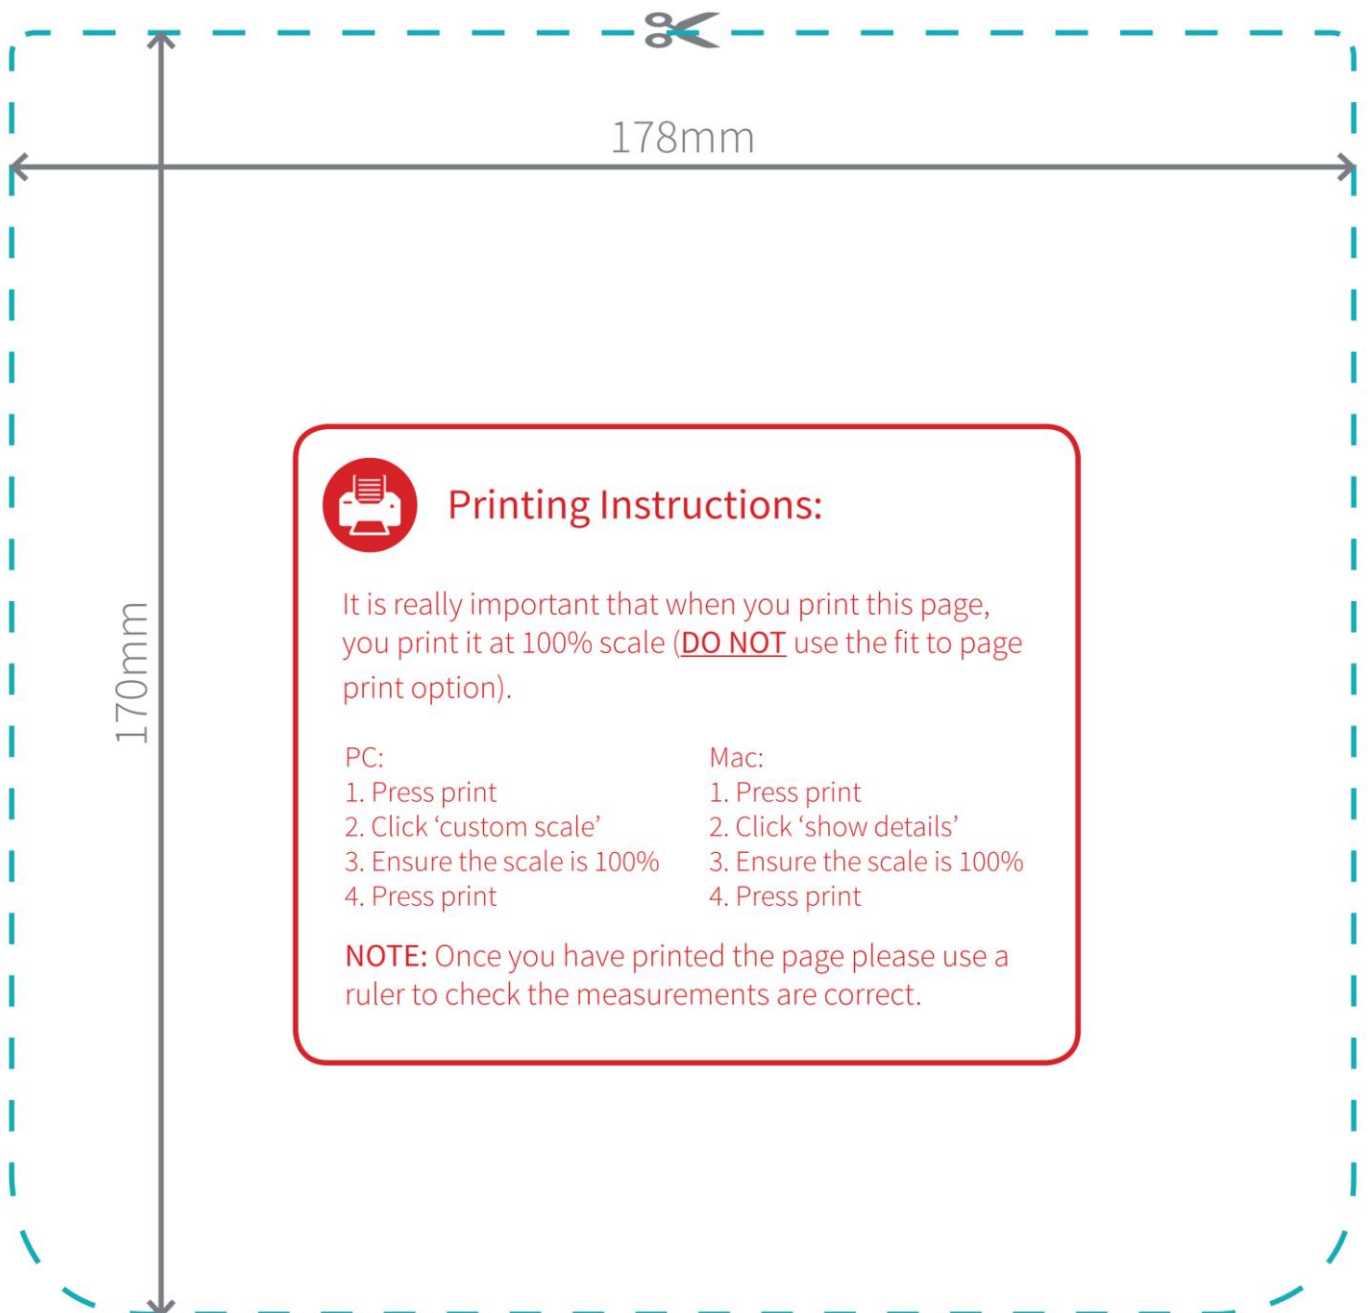 178mm
170mm
Printing Instructions:
It is really important that when you print this page,
you print it at 100% scale (DO NOT use the fit to page
print option).
PC:
1. Press print
2. Click ‘custom scale’
3. Ensure the scale is 100%
4. Press print
Mac:
1. Press print
2. Click ‘show details’
3. Ensure the scale is 100%
4. Press print
NOTE: Once you have printed the page please use a
ruler to check the measurements are correct.